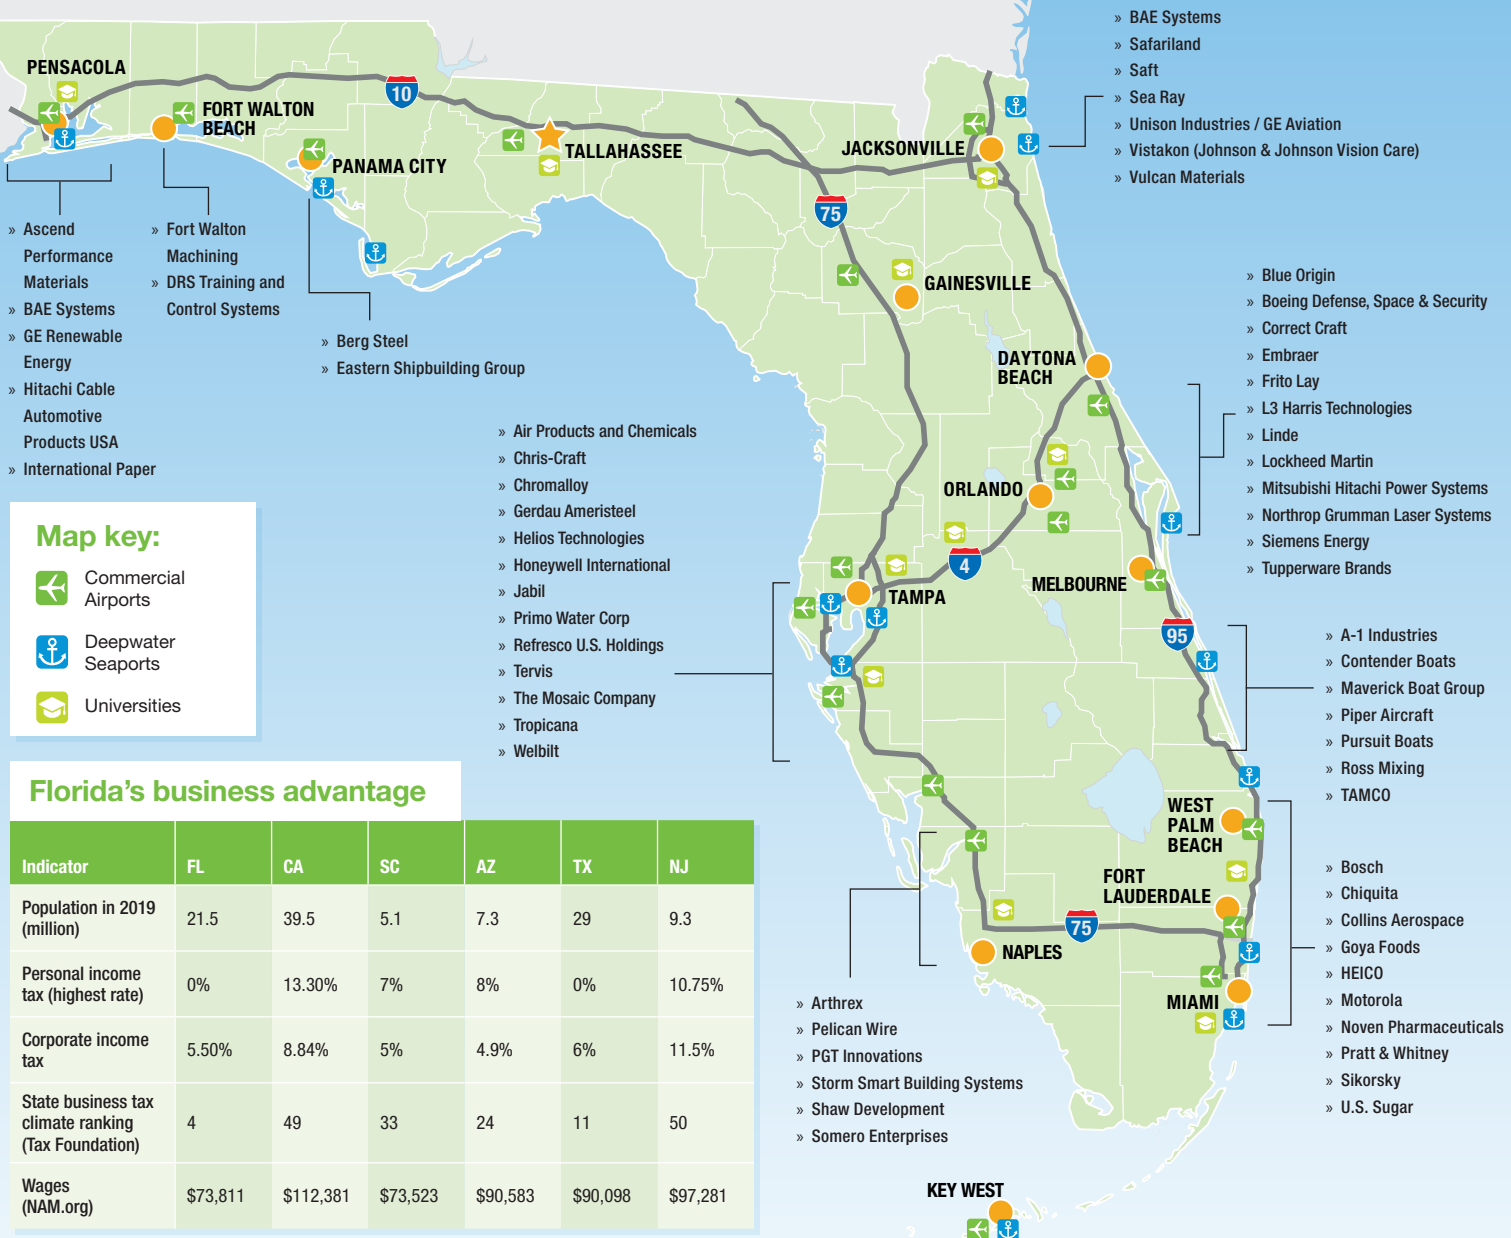 PENSACOLA
10
FORT WALTON
BEACH
PANAMA CITY
TALLAHASSEE
JACKSONVILLE
75
GAINESVILLE
DAYTONA
BEACH
ORLANDO
4
TAMPA
MELBOURNE
95
WEST
PALM
BEACH
FORT
LAUDERDALE
75
NAPLES
MIAMI
KEY WEST
» BAE Systems
» Safariland
» Saft
» Sea Ray
» Unison Industries / GE Aviation
» Vistakon (Johnson & Johnson Vision Care)
» Vulcan Materials
» Ascend
Performance
Materials
» BAE Systems
» GE Renewable
Energy
» Hitachi Cable
Automotive
Products USA
» International Paper
» Fort Walton
Machining
» DRS Training and
Control Systems
» Berg Steel
» Eastern Shipbuilding Group
» Blue Origin
» Boeing Defense, Space & Security
» Correct Craft
» Embraer
» Frito Lay
» L3 Harris Technologies
» Linde
» Lockheed Martin
» Mitsubishi Hitachi Power Systems
» Northrop Grumman Laser Systems
» Siemens Energy
» Tupperware Brands
» Air Products and Chemicals
» Chris-Craft
» Chromalloy
» Gerdau Ameristeel
» Helios Technologies
» Honeywell International
» Jabil
» Primo Water Corp
» Refresco U.S. Holdings
» Tervis
» The Mosaic Company
» Tropicana
» Welbilt
» A-1 Industries
» Contender Boats
» Maverick Boat Group
» Piper Aircraft
» Pursuit Boats
» Ross Mixing
» TAMCO
» Bosch
» Chiquita
» Collins Aerospace
» Goya Foods
» HEICO
» Motorola
» Noven Pharmaceuticals
» Pratt & Whitney
» Sikorsky
» U.S. Sugar
» Arthrex
» Pelican Wire
» PGT Innovations
» Storm Smart Building Systems
» Shaw Development
» Somero Enterprises
Map key:
Commercial
Airports
Deepwater
Seaports
Universities
Florida's business advantage
Indicator FL CA SC AZ TX NJ
Population in 2019
(million) 21.5 39.5 5.1 7.3 29 9.3
Personal income
tax (highest rate) 0% 13.30% 7% 8% 0% 10.75%
Corporate income
tax 5.50% 8.84% 5% 4.9% 6% 11.5%
State business tax
climate ranking 4 49 33 24 11 50
(Tax Foundation)
Wages
(NAM.org) $73,811 $112,381 $73,523 $90,583 $90,098 $97,281